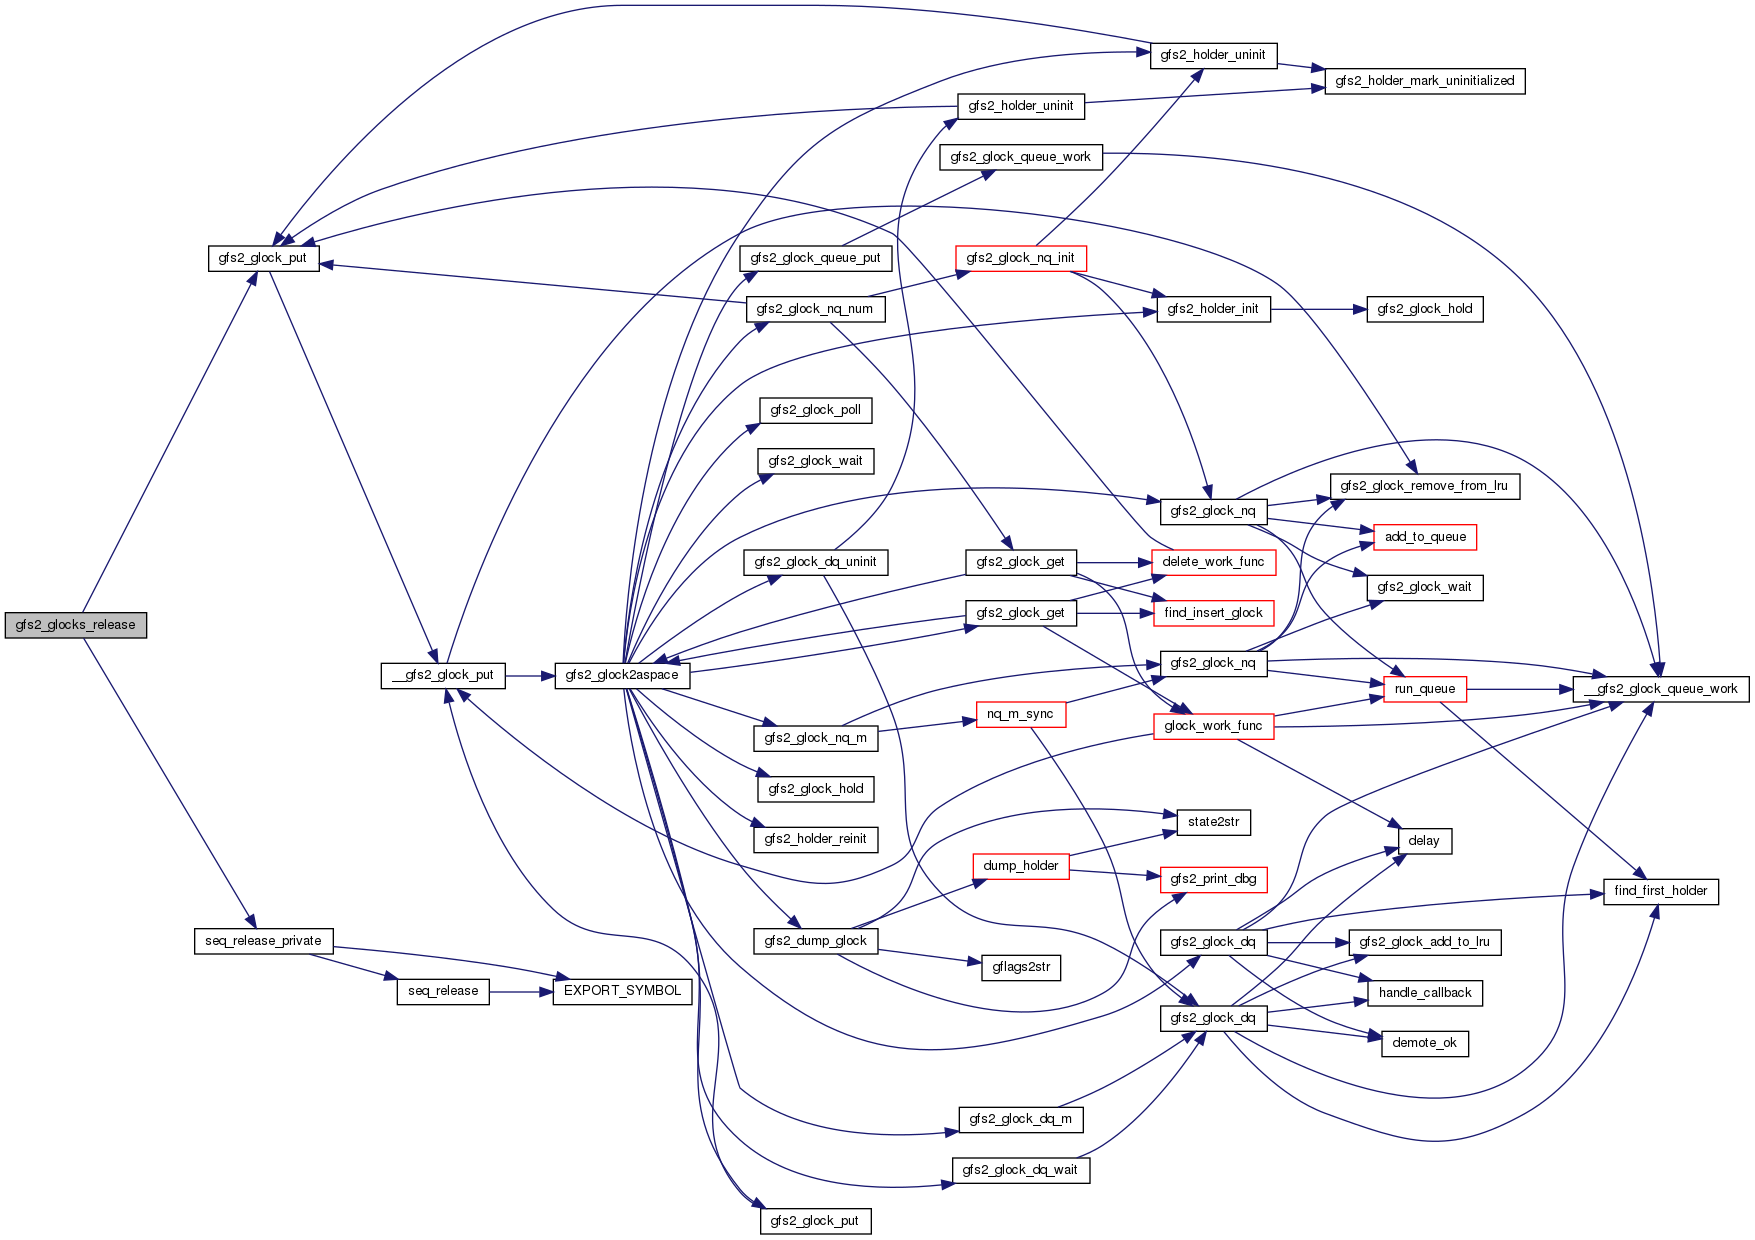 gfs2_holder_uninit
gfs2_holder_mark_uninitialized
gfs2_holder_uninit
gfs2_glock_queue_work
gfs2_glock_put
gfs2_glock_queue_put
gfs2_glock_nq_init
gfs2_glock_nq_num
gfs2_holder_init
gfs2_glock_hold
gfs2_glock_poll
gfs2_glock_wait
gfs2_glock_remove_from_lru
gfs2_glock_nq
add_to_queue
gfs2_glock_dq_uninit
gfs2_glock_get
delete_work_func
gfs2_glock_wait
gfs2_glocks_release
gfs2_glock_get
find_insert_glock
__gfs2_glock_put
gfs2_glock2aspace
gfs2_glock_nq
run_queue
__gfs2_glock_queue_work
nq_m_sync
glock_work_func
gfs2_glock_nq_m
gfs2_glock_hold
state2str
gfs2_holder_reinit
delay
dump_holder
gfs2_print_dbg
find_first_holder
seq_release_private
gfs2_dump_glock
gfs2_glock_dq
gfs2_glock_add_to_lru
gflags2str
seq_release
EXPORT_SYMBOL
handle_callback
gfs2_glock_dq
demote_ok
gfs2_glock_dq_m
gfs2_glock_dq_wait
gfs2_glock_put